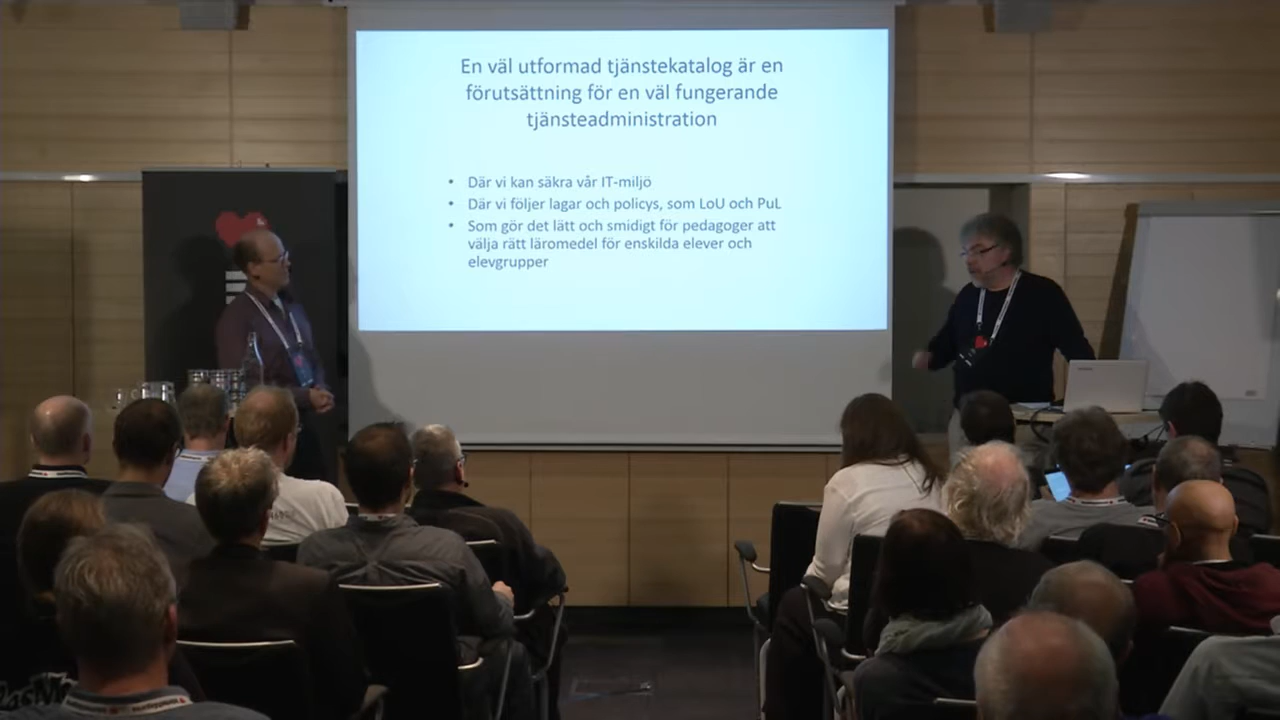 En väl utformad tjänstekatalog är en
förutsättning för en väl fungerande
tjänsteadministration
• Där vi kan säkra vår IT-miljö
• Där vi följer lagar och policys, som LoU och PuL
• Som gör det lätt och smidigt för pedagoger att
välja rätt läromedel för enskilda elever och
elevgrupper